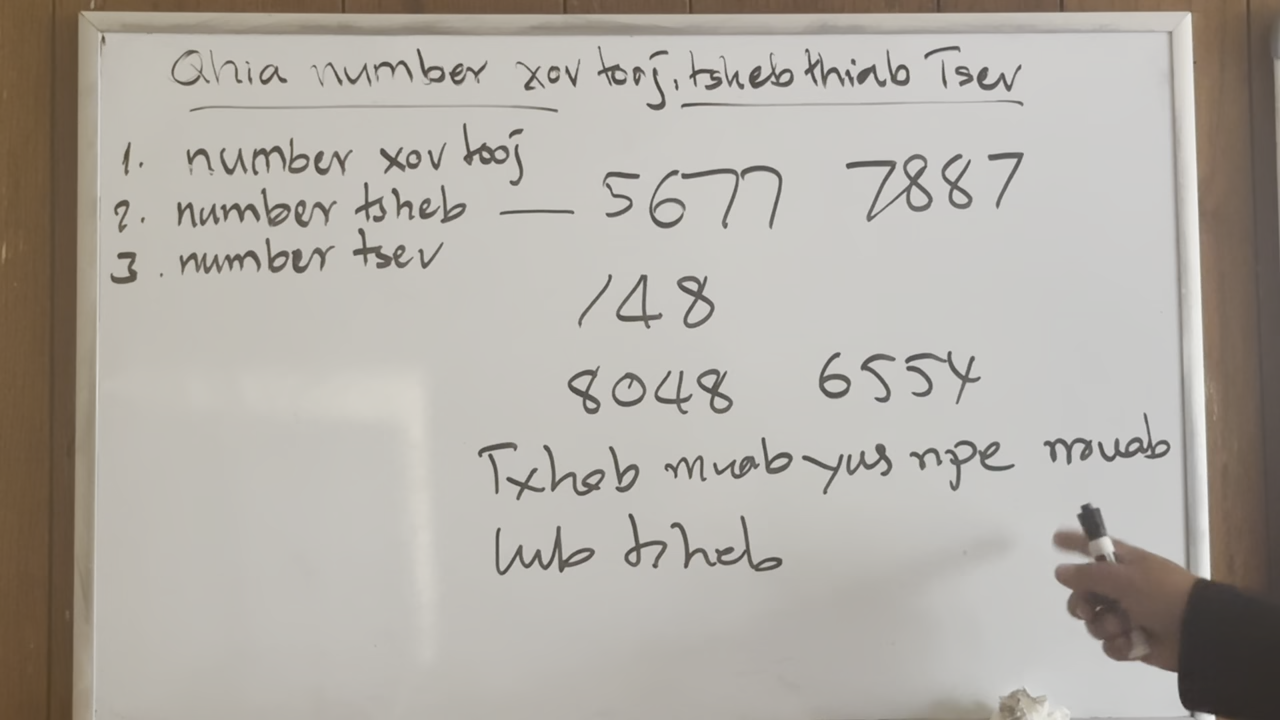 Qhia number xov tooj, tsheb thiab Tsev
1. number xov tooj
2. number tsheb — 5677 7887
3. number tsev
148
8048 6554
Txheb muab yus npe muab
lub tsheb